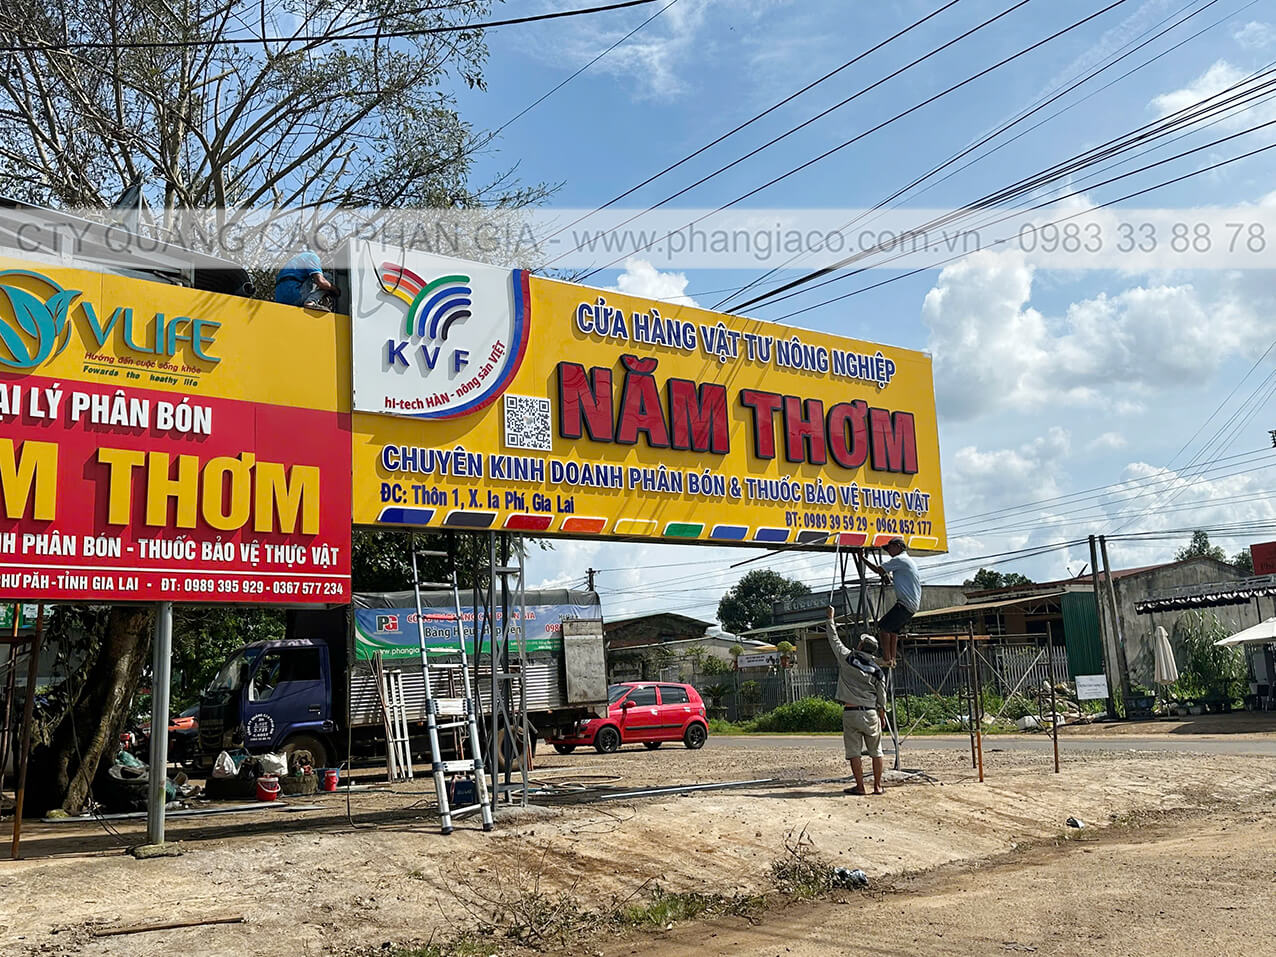 CTY QUẢNG CÁO PHAN GIA - www.phangiaco.com.vn - 0983 33 88 78
VLIFE
Hướng đến cuộc sống khỏe
Fowards the heathy life
ẠI LÝ PHÂN BÓN
M THƠM
NH PHÂN BÓN - THUỐC BẢO VỆ THỰC VẬT
HƯ PĂH-TỈNH GIA LAI - ĐT: 0989 395 929 - 0367 577 234
KVF
hI-tech HÀN - nông sản VIỆT
CỬA HÀNG VẬT TƯ NÔNG NGHIỆP
NĂM THƠM
CHUYÊN KINH DOANH PHÂN BÓN & THUỐC BẢO VỆ THỰC VẬT
ĐC: Thôn 1, X. Ia Phí, Gia Lai
ĐT: 0989 39 59 29 - 0962 852 177
PG